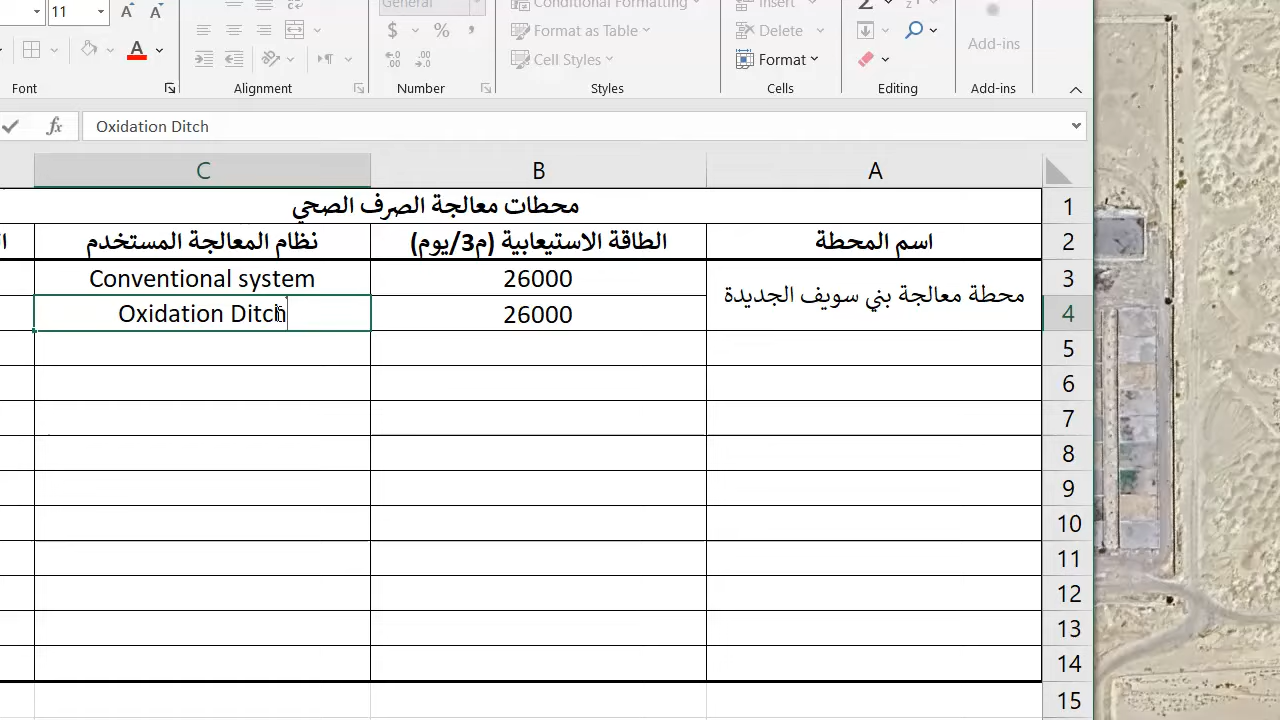 11
General
Conditional Formatting
Insert
$ % ,
Format as Table
Delete
Cell Styles
Format
Add-ins
Font
Alignment
Number
Styles
Cells
Editing
Add-ins
fx
Oxidation Ditch
C B A
محطات معالجة الصرف الصحي
1
اسم المحطة
الطاقة الاستيعابية (م3/يوم)
نظام المعالجة المستخدم
2
محطة معالجة بني سويف الجديدة
26000
Conventional system
3
26000
Oxidation Ditch
4
5
6
7
8
9
10
11
12
13
14
15